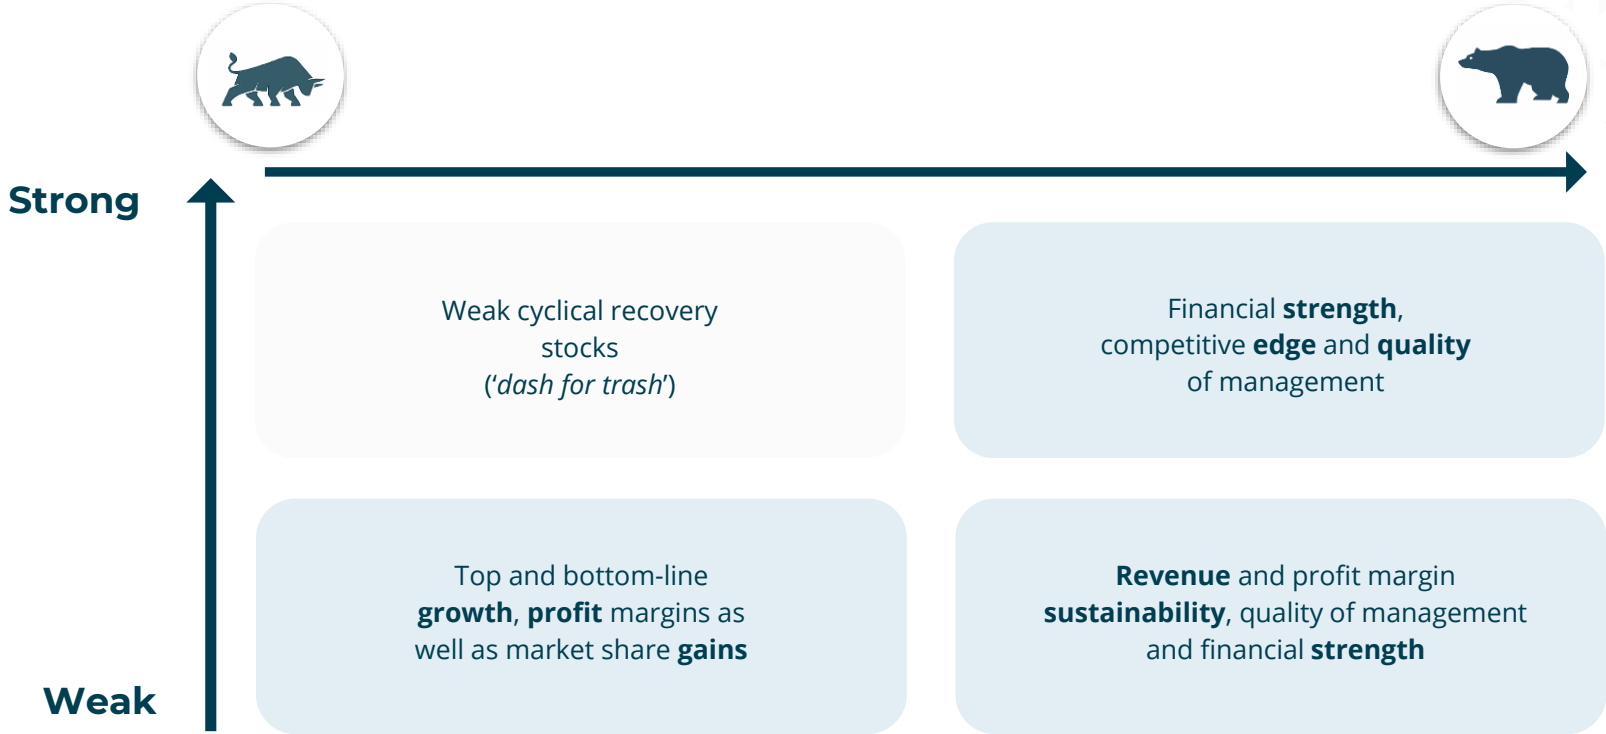 Strong
Weak cyclical recovery
stocks
(‘dash for trash’)
Financial strength,
competitive edge and quality
of management
Top and bottom-line
growth, profit margins as
well as market share gains
Revenue and profit margin
sustainability, quality of management
and financial strength
Weak